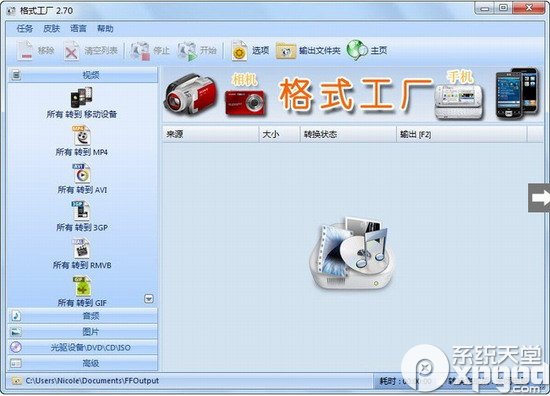 格式工厂 2.70
任务 皮肤 语言 帮助
移除 清空列表 停止 开始 选项 输出文件夹 主页
视频
所有 转到 移动设备
所有 转到 MP4
所有 转到 AVI
所有 转到 3GP
所有 转到 RMVB
所有 转到 GIF
音频
图片
光驱设备\DVD\CD\ISO
高级
相机 格式工厂 手机
来源 大小 转换状态 输出 [F2]
C:\Users\Nicole\Documents\FFOutput
耗时 :
系统天堂